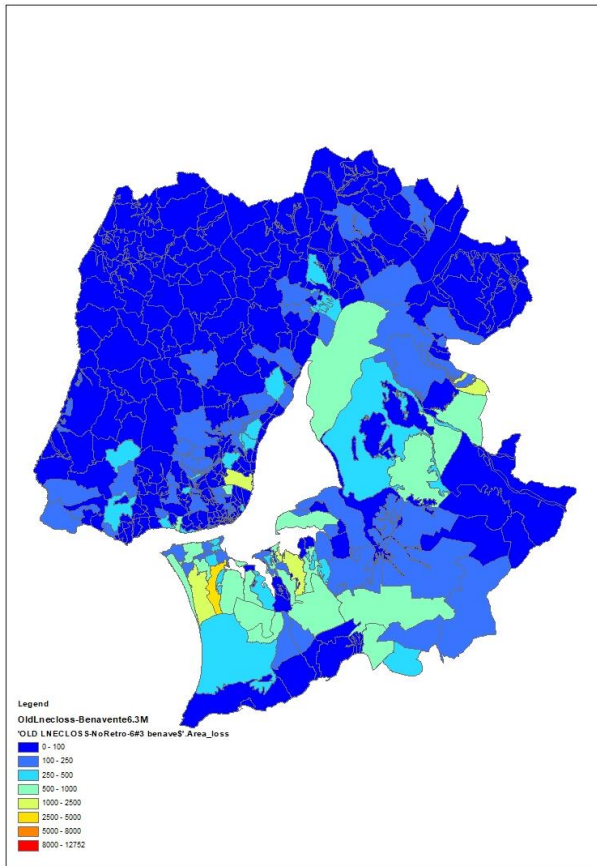 Legend
OldLnecloss-Benavente6.3M
'OLD LNECLOSS-NoRetro-6#3 benave$'.Area_loss
0 - 100
100 - 250
250 - 500
500 - 1000
1000 - 2500
2500 - 5000
5000 - 8000
8000 - 12752